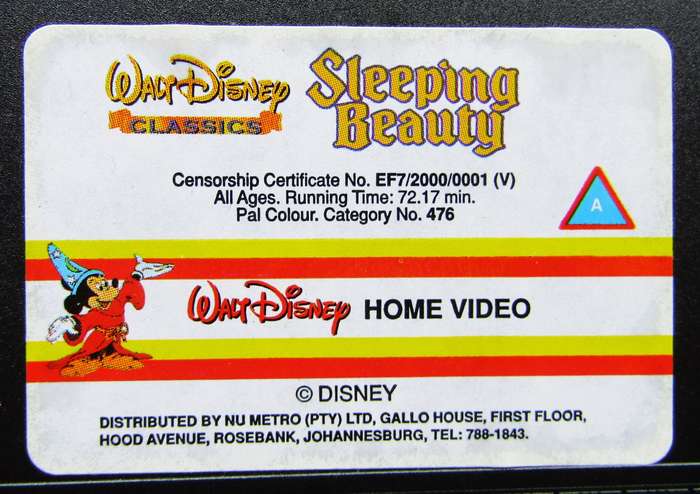 WALT DISNEY
CLASSICS
Sleeping
Beauty
Censorship Certificate No. EF7/2000/0001 (V)
All Ages. Running Time: 72.17 min.
Pal Colour. Category No. 476
A
WALT DISNEY HOME VIDEO
© DISNEY
DISTRIBUTED BY NU METRO (PTY) LTD, GALLO HOUSE, FIRST FLOOR,
HOOD AVENUE, ROSEBANK, JOHANNESBURG, TEL: 788-1843.